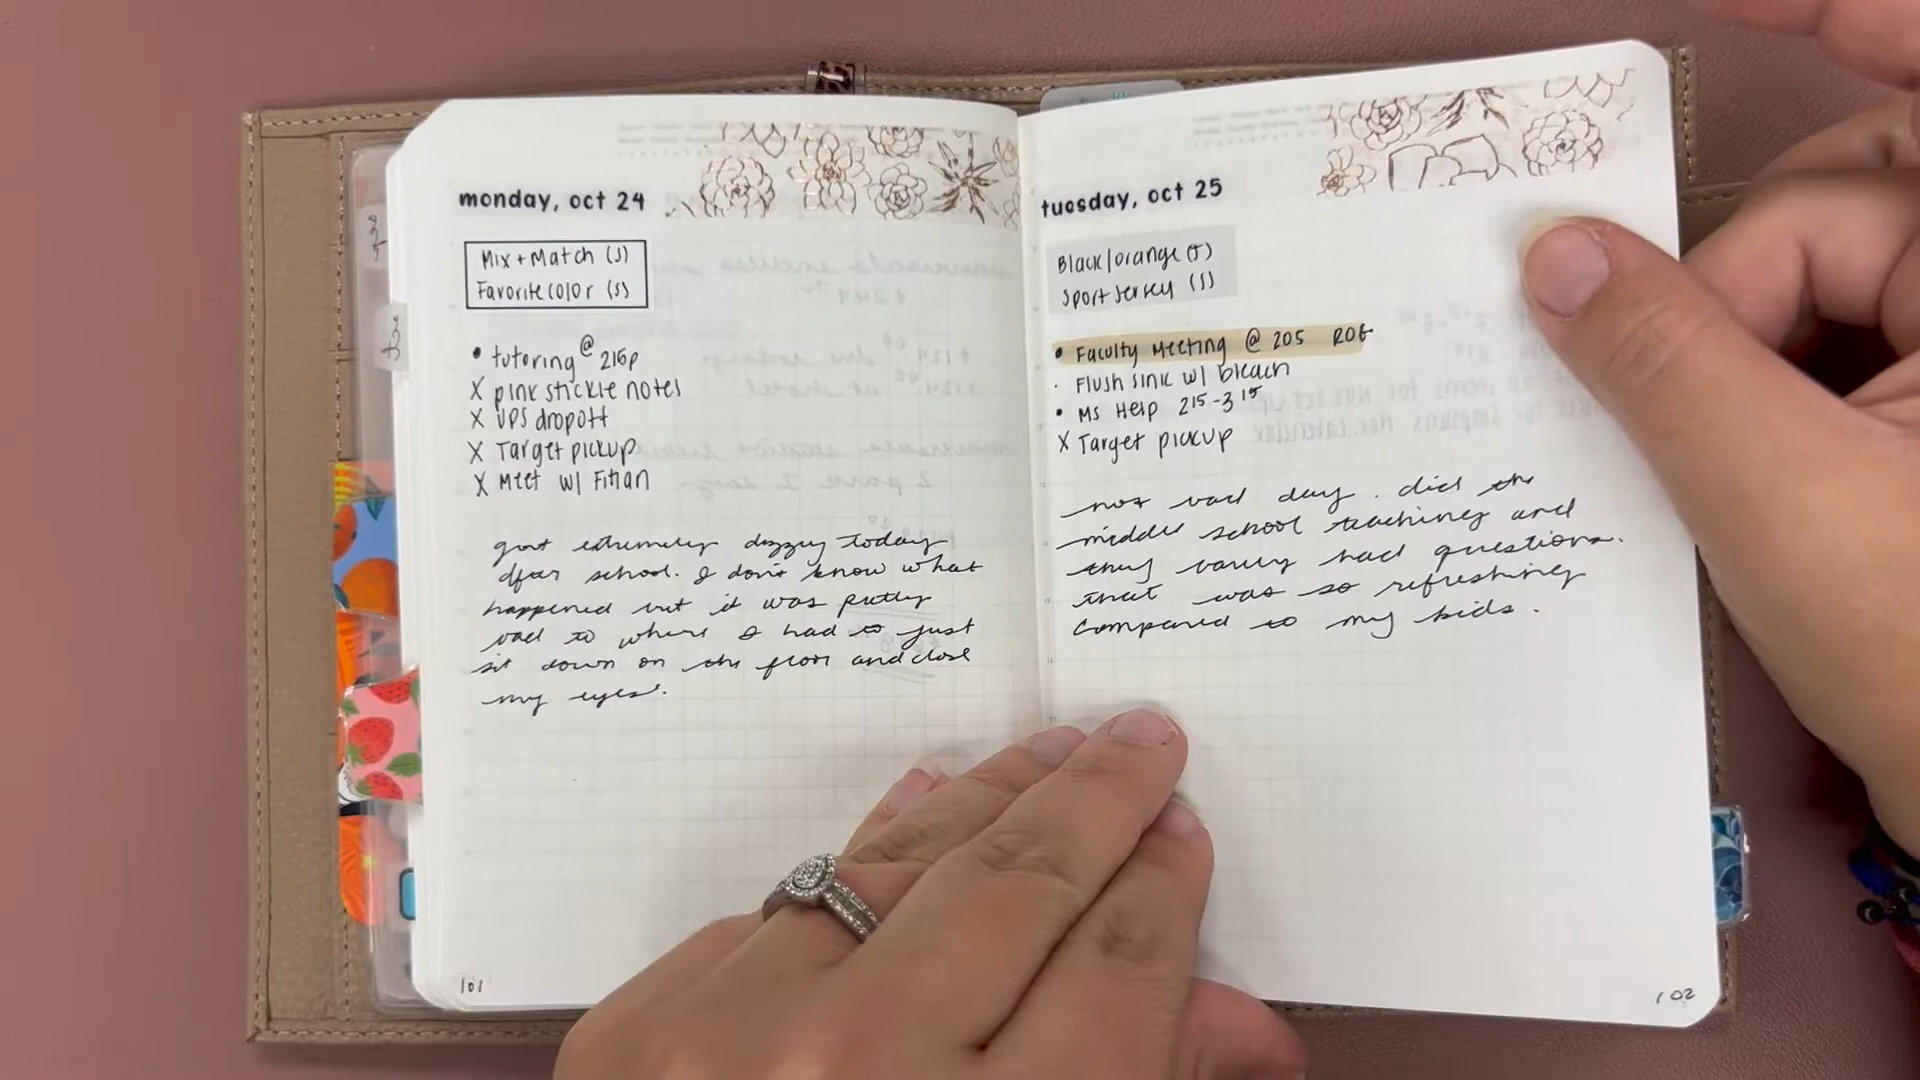 monday, oct 24
Mix + Match (S)
Favorite Color (S)
• tutoring @ 215p
X pink stickie notes
X UPS dropoff
X Target pickup
X Meet w/
got extremely dizzy today
after school. I don't know what
happened but it was pretty
bad to where I had to just
sit down on the floor and close
my eyes.
101
tuesday, oct 25
Black/orange
Sport Jersey (S)
• Faculty Meeting @ 205
· Flush sink w/ bleach
• MS Help 215-315
X Target pickup
not bad day. did the
middle school teaching and
they barely had questions.
that was so refreshing
compared to my kids.
102